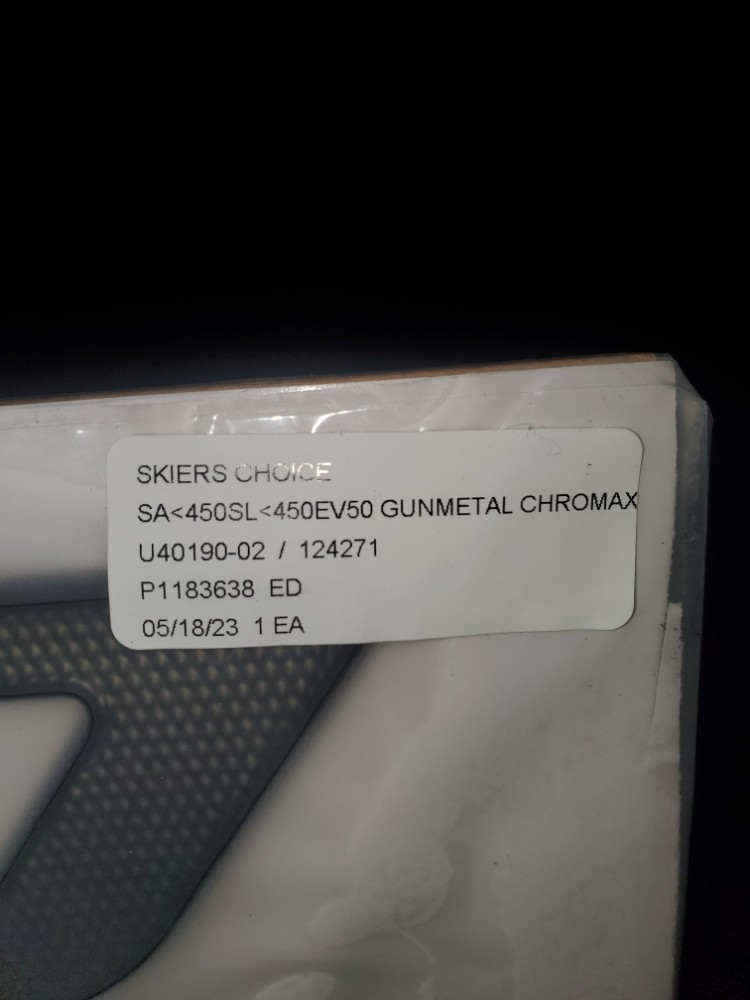 SKIERS CHOICE
SA<450SL<450EV50 GUNMETAL CHROMAX
U40190-02 / 124271
P1183638 ED
05/18/23 1 EA